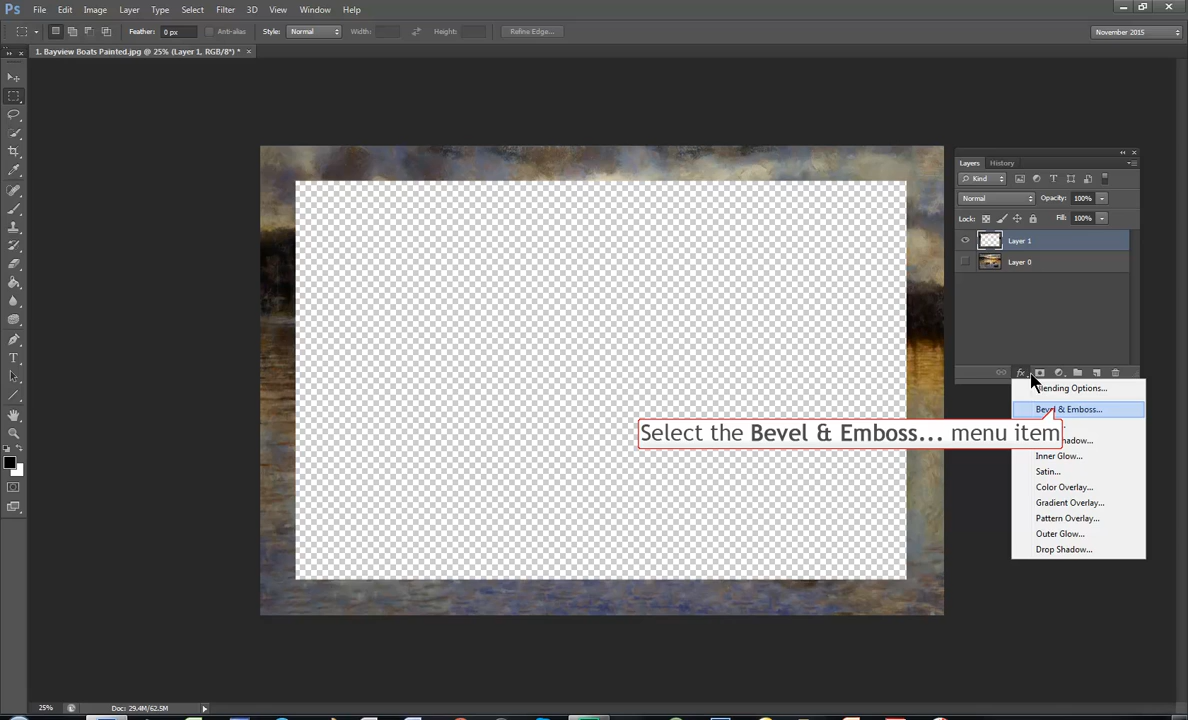 Ps File Edit Image Layer Type Select Filter 3D View Window Help
Feather: 0 px Anti-alias Style: Normal Width: Height: Refine Edge... November 2015
1. Bayview Boats Painted.jpg @ 25% (Layer 1, RGB/8*) * ×
Layers History
Kind
Normal Opacity: 100%
Lock: Fill: 100%
Layer 1
Layer 0
fx
Blending Options...
Bevel & Emboss...
Select the Bevel & Emboss... menu item
Shadow...
Inner Glow...
Satin...
Color Overlay...
Gradient Overlay...
Pattern Overlay...
Outer Glow...
Drop Shadow...
25% Doc: 29.4M/62.5M